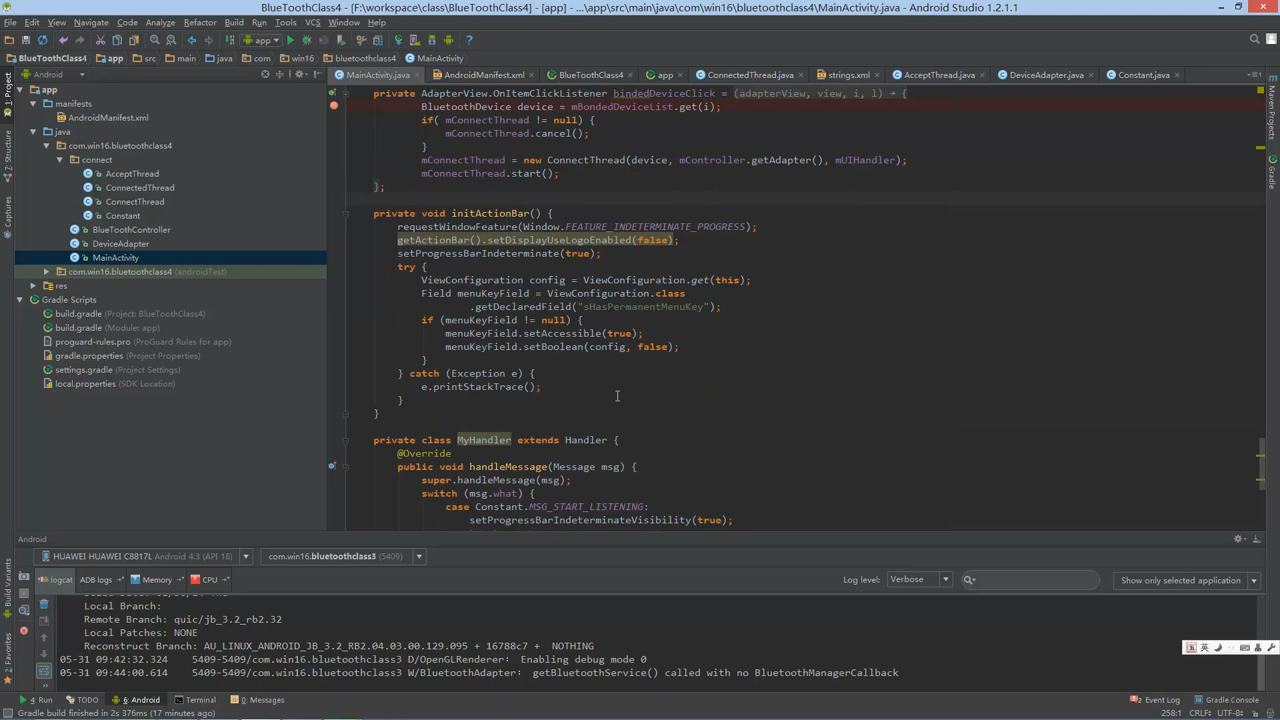 BlueToothClass4 - [F:\workspace\class\BlueToothClass4] - [app] - ...\app\src\main\java\com\win16\bluetoothclass4\MainActivity.java - Android Studio 1.2.1.1
File Edit View Navigate Code Analyze Refactor Build Run Tools VCS Window Help
app
BlueToothClass4 app src main java com win16 bluetoothclass4 MainActivity
Android
MainActivity.java AndroidManifest.xml BlueToothClass4 app ConnectedThread.java strings.xml AcceptThread.java DeviceAdapter.java Constant.java
1: Project
Z: Structure
Captures
Build Variants
2: Favorites
Maven Projects
Gradle
app
manifests
AndroidManifest.xml
java
com.win16.bluetoothclass4
connect
AcceptThread
ConnectedThread
ConnectThread
Constant
BlueToothController
DeviceAdapter
MainActivity
com.win16.bluetoothclass4 (androidTest)
res
Gradle Scripts
build.gradle (Project: BlueToothClass4)
build.gradle (Module: app)
proguard-rules.pro (ProGuard Rules for app)
gradle.properties (Project Properties)
settings.gradle (Project Settings)
local.properties (SDK Location)
private AdapterView.OnItemClickListener bindedDeviceClick = (adapterView, view, i, l) → {
BluetoothDevice device = mBondedDeviceList.get(i);
if( mConnectThread != null) {
mConnectThread.cancel();
}
mConnectThread = new ConnectThread(device, mController.getAdapter(), mUIHandler);
mConnectThread.start();
};
private void initActionBar() {
requestWindowFeature(Window.FEATURE_INDETERMINATE_PROGRESS);
getActionBar().setDisplayUseLogoEnabled(false);
setProgressBarIndeterminate(true);
try {
ViewConfiguration config = ViewConfiguration.get(this);
Field menuKeyField = ViewConfiguration.class
.getDeclaredField("sHasPermanentMenuKey");
if (menuKeyField != null) {
menuKeyField.setAccessible(true);
menuKeyField.setBoolean(config, false);
}
} catch (Exception e) {
e.printStackTrace();
}
}
private class MyHandler extends Handler {
@Override
public void handleMessage(Message msg) {
super.handleMessage(msg);
switch (msg.what) {
case Constant.MSG_START_LISTENING:
setProgressBarIndeterminateVisibility(true);
Android
HUAWEI HUAWEI C8817L Android 4.3 (API 18) com.win16.bluetoothclass3 (5409)
logcat ADB logs Memory CPU Log level: Verbose Show only selected application
Local Branch:
Remote Branch: quic/jb_3.2_rb2.32
Local Patches: NONE
Reconstruct Branch: AU_LINUX_ANDROID_JB_3.2_RB2.04.03.00.129.095 + 16788c7 + NOTHING
05-31 09:42:32.324 5409-5409/com.win16.bluetoothclass3 D/OpenGLRenderer: Enabling debug mode 0
05-31 09:44:00.614 5409-5409/com.win16.bluetoothclass3 W/BluetoothAdapter: getBluetoothService() called with no BluetoothManagerCallback
英
4: Run TODO 6: Android Terminal 0: Messages Event Log Gradle Console
Gradle build finished in 2s 376ms (17 minutes ago) 258:1 CRLF UTF-8